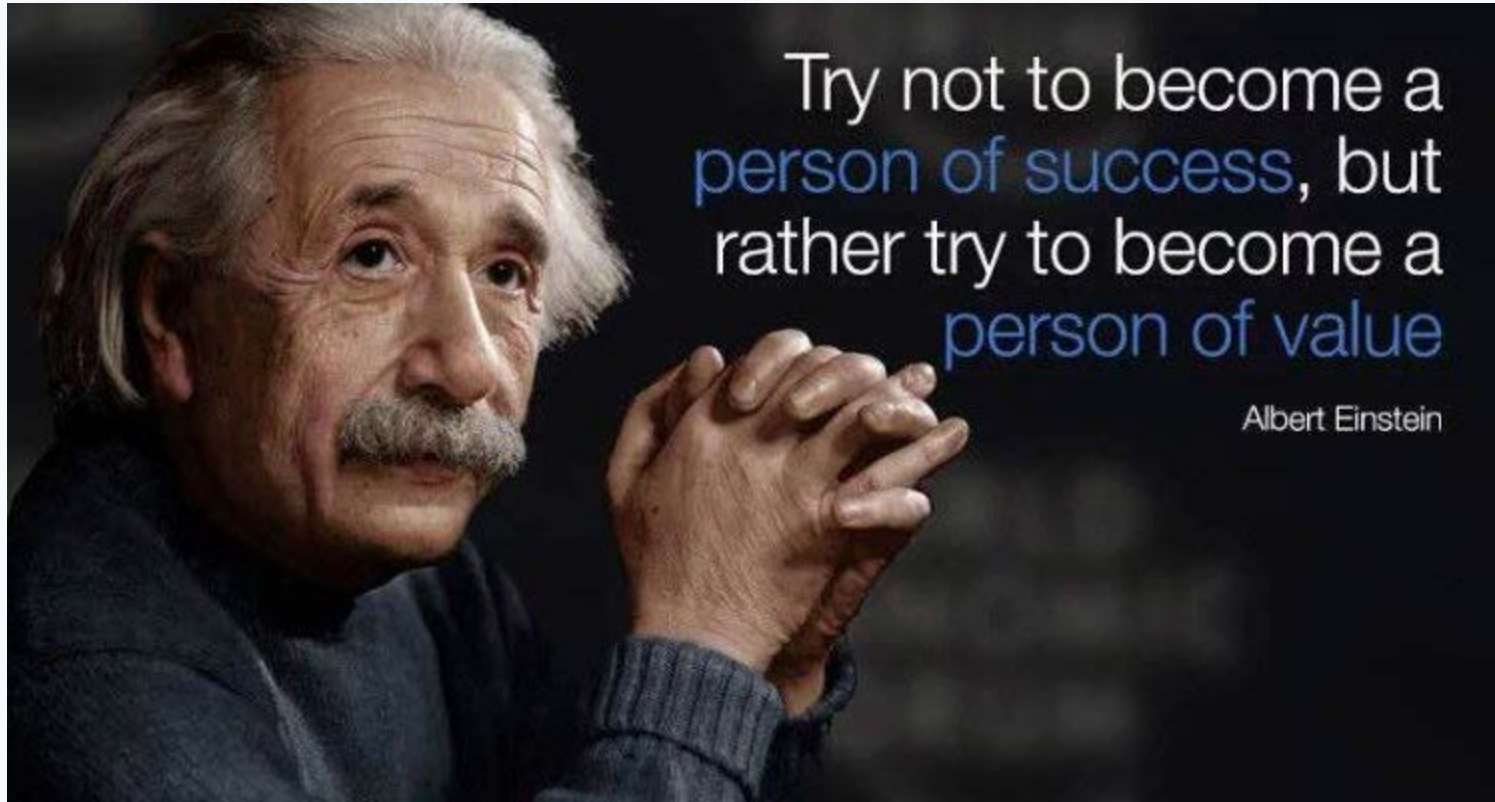 Try not to become a
person of success, but
rather try to become a
person of value
Albert Einstein